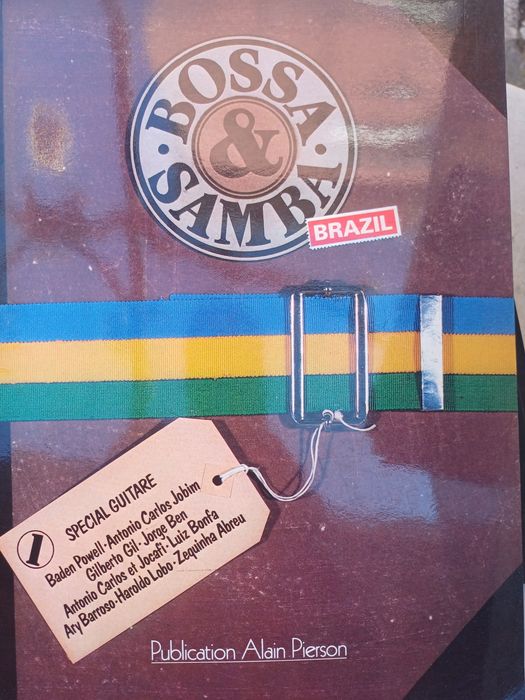 BOSSA
&
SAMBA
BRAZIL
1
SPECIAL GUITARE
Baden Powell · Antonio Carlos Jobim
Gilberto Gil · Jorge Ben
Antonio Carlos et Jocafi · Luiz Bonfa
Ary Barroso · Haroldo Lobo · Zequinha Abreu
Publication Alain Pierson